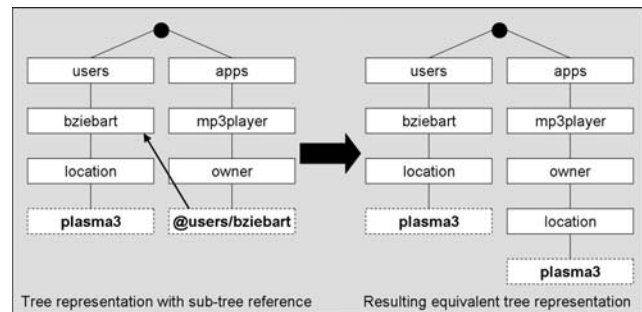 users apps users apps
bziebart mp3player bziebart mp3player
location owner location owner
plasma3 @users/bziebart plasma3 location
plasma3
Tree representation with sub-tree reference Resulting equivalent tree representation